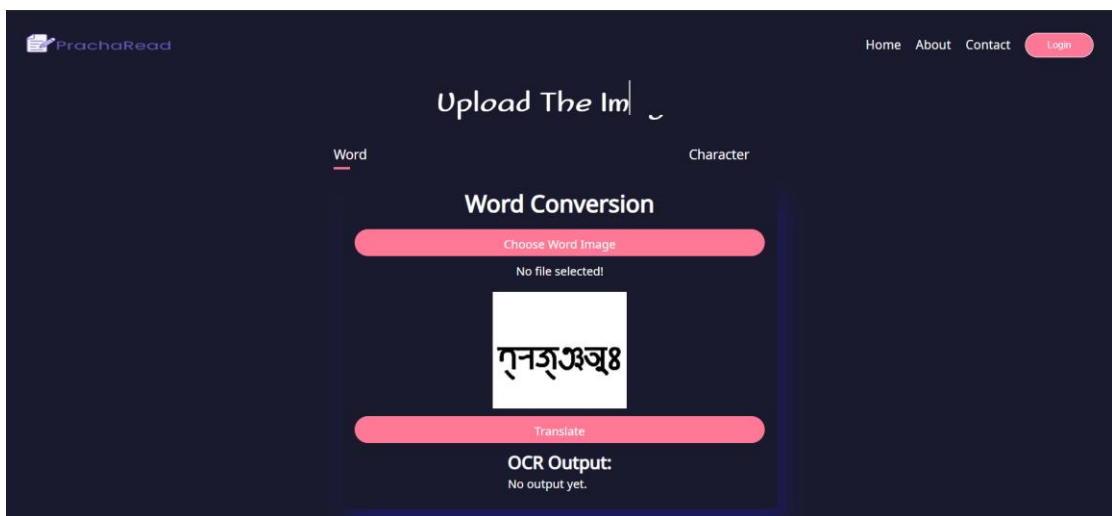 PrachaRead
Home About Contact Login
Upload The Im
Word Character
Word Conversion
Choose Word Image
No file selected!
Translate
OCR Output:
No output yet.